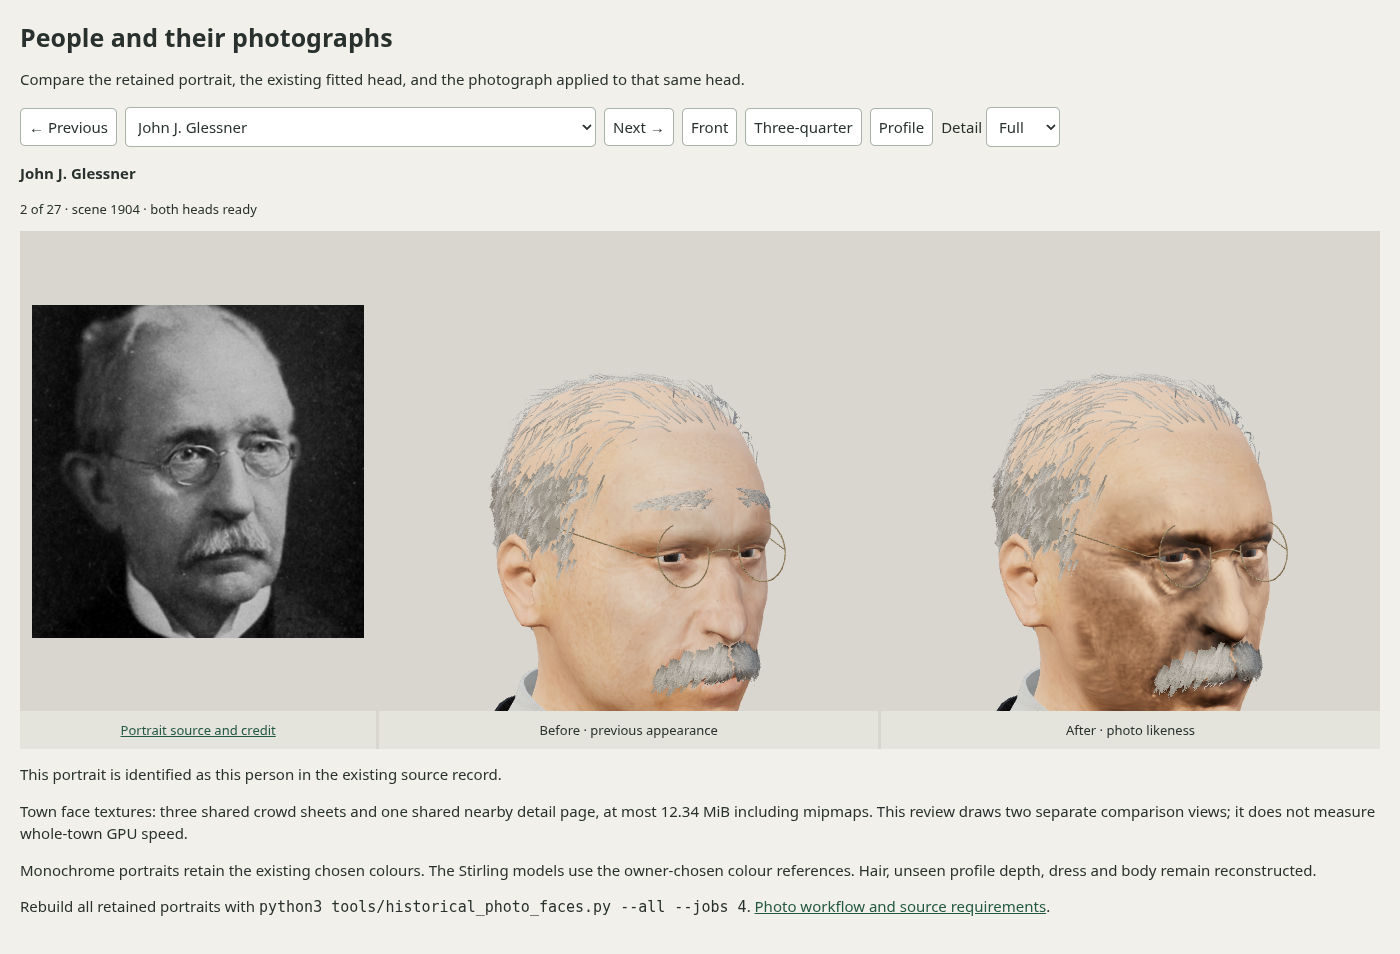 People and their photographs
Compare the retained portrait, the existing fitted head, and the photograph applied to that same head.
← Previous
John J. Glessner
Next →
Front
Three-quarter
Profile
Detail
Full
John J. Glessner
2 of 27 · scene 1904 · both heads ready
Portrait source and credit
Before · previous appearance
After · photo likeness
This portrait is identified as this person in the existing source record.
Town face textures: three shared crowd sheets and one shared nearby detail page, at most 12.34 MiB including mipmaps. This review draws two separate comparison views; it does not measure
whole-town GPU speed.
Monochrome portraits retain the existing chosen colours. The Stirling models use the owner-chosen colour references. Hair, unseen profile depth, dress and body remain reconstructed.
Rebuild all retained portraits with python3 tools/historical_photo_faces.py --all --jobs 4. Photo workflow and source requirements.